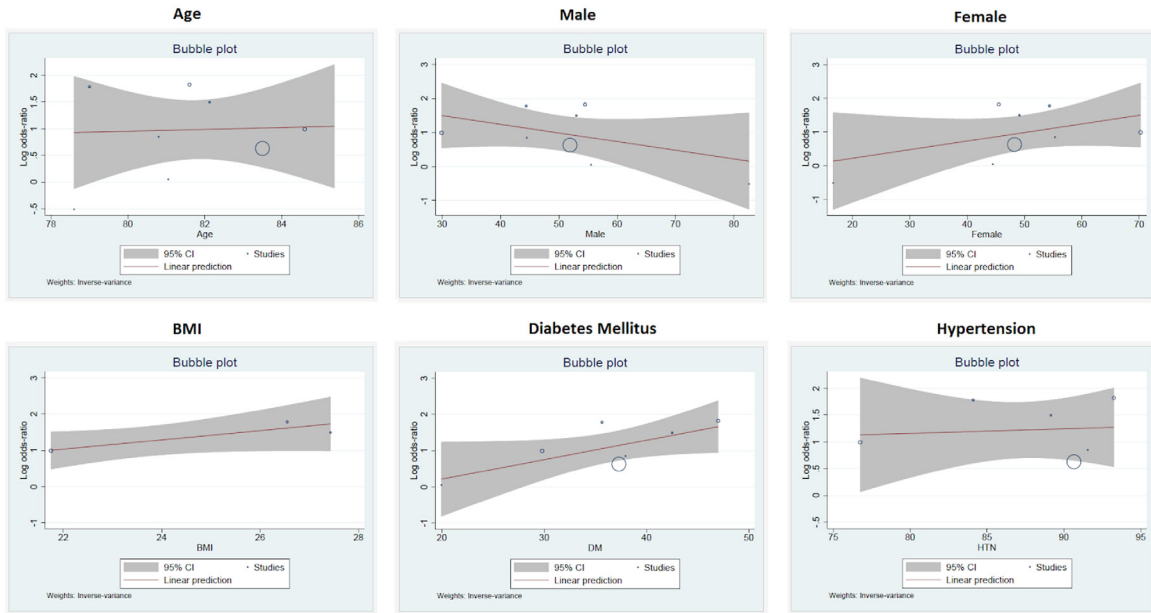 Age
Bubble plot
2
1.5
1
.5
0
-.5
Log odds-ratio
78
80
82
84
86
Age
95% CI
Studies
Linear prediction
Weights: Inverse-variance
Male
Bubble plot
3
2
1
0
-1
Log odds-ratio
30
40
50
60
70
80
Male
95% CI
Studies
Linear prediction
Weights: Inverse-variance
Female
Bubble plot
3
2
1
0
-1
Log odds-ratio
20
30
40
50
60
70
Female
95% CI
Studies
Linear prediction
Weights: Inverse-variance
BMI
Bubble plot
3
2
1
0
-1
Log odds-ratio
22
24
26
28
BMI
95% CI
Studies
Linear prediction
Weights: Inverse-variance
Diabetes Mellitus
Bubble plot
3
2
1
0
-1
Log odds-ratio
20
30
40
50
DM
95% CI
Studies
Linear prediction
Weights: Inverse-variance
Hypertension
Bubble plot
2
1.5
1
.5
0
-.5
Log odds-ratio
75
80
85
90
95
HTN
95% CI
Studies
Linear prediction
Weights: Inverse-variance